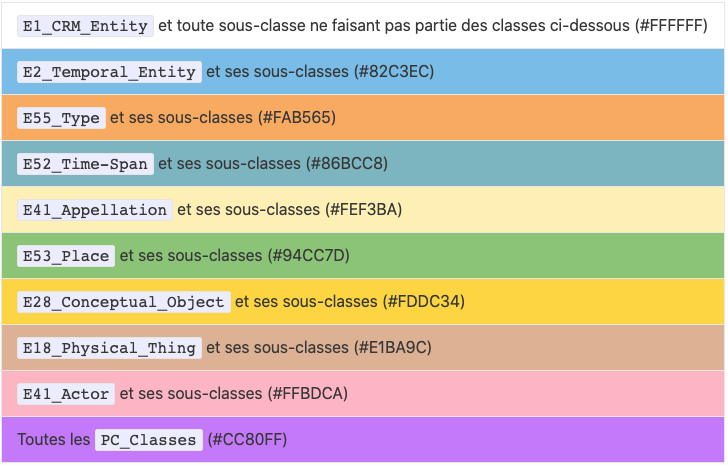 E1_CRM_Entity et toute sous-classe ne faisant pas partie des classes ci-dessous (#FFFFFF)
E2_Temporal_Entity et ses sous-classes (#82C3EC)
E55_Type et ses sous-classes (#FAB565)
E52_Time-Span et ses sous-classes (#86BCC8)
E41_Appellation et ses sous-classes (#FEF3BA)
E53_Place et ses sous-classes (#94CC7D)
E28_Conceptual_Object et ses sous-classes (#FDDC34)
E18_Physical_Thing et ses sous-classes (#E1BA9C)
E41_Actor et ses sous-classes (#FFBDCA)
Toutes les PC_Classes (#CC80FF)